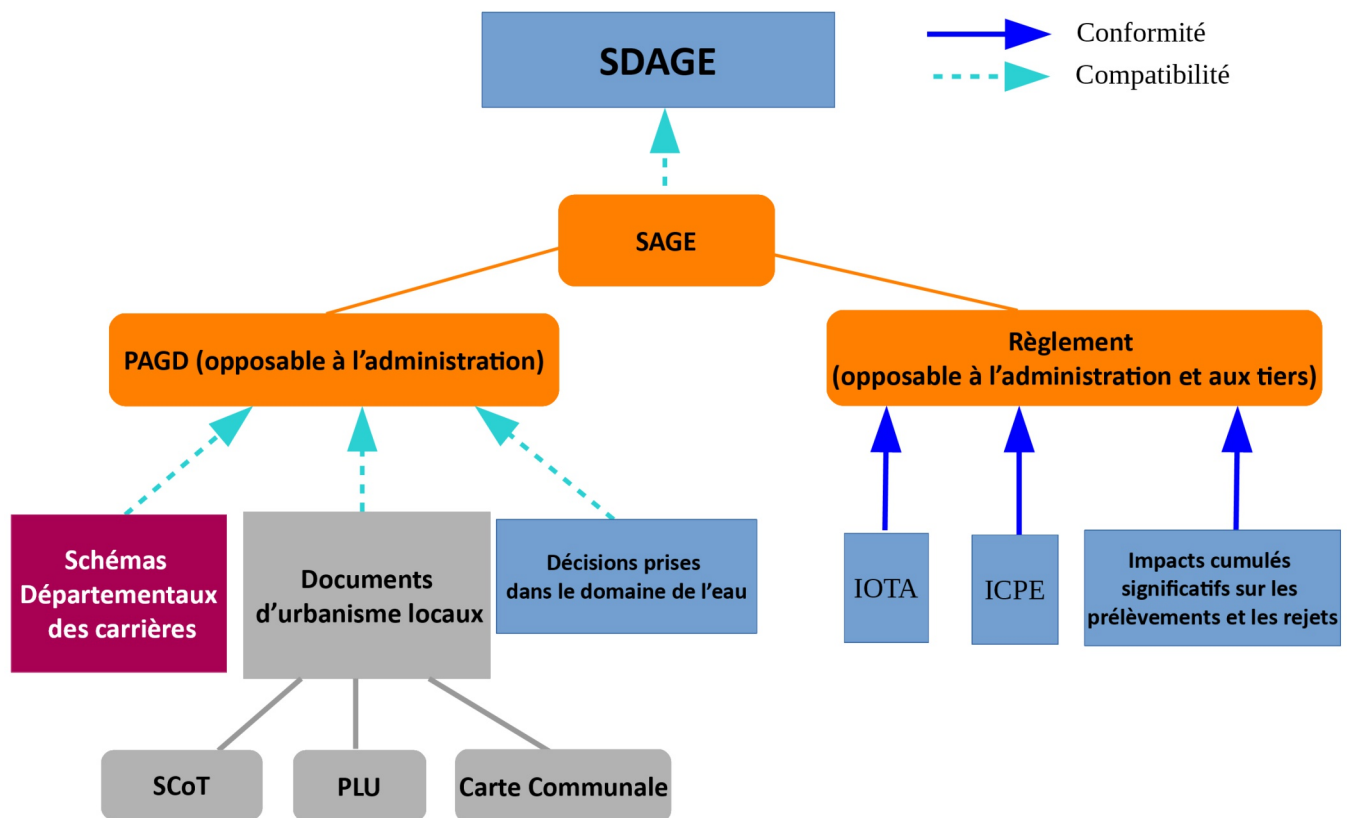 SDAGE
Conformité
Compatibilité
SAGE
PAGD (opposable à l’administration)
Règlement
(opposable à l’administration et aux tiers)
Schémas
Départementaux
des carrières
Documents
d’urbanisme locaux
Décisions prises
dans le domaine de l’eau
IOTA
ICPE
Impacts cumulés
significatifs sur les
prélèvements et les rejets
SCoT
PLU
Carte Communale